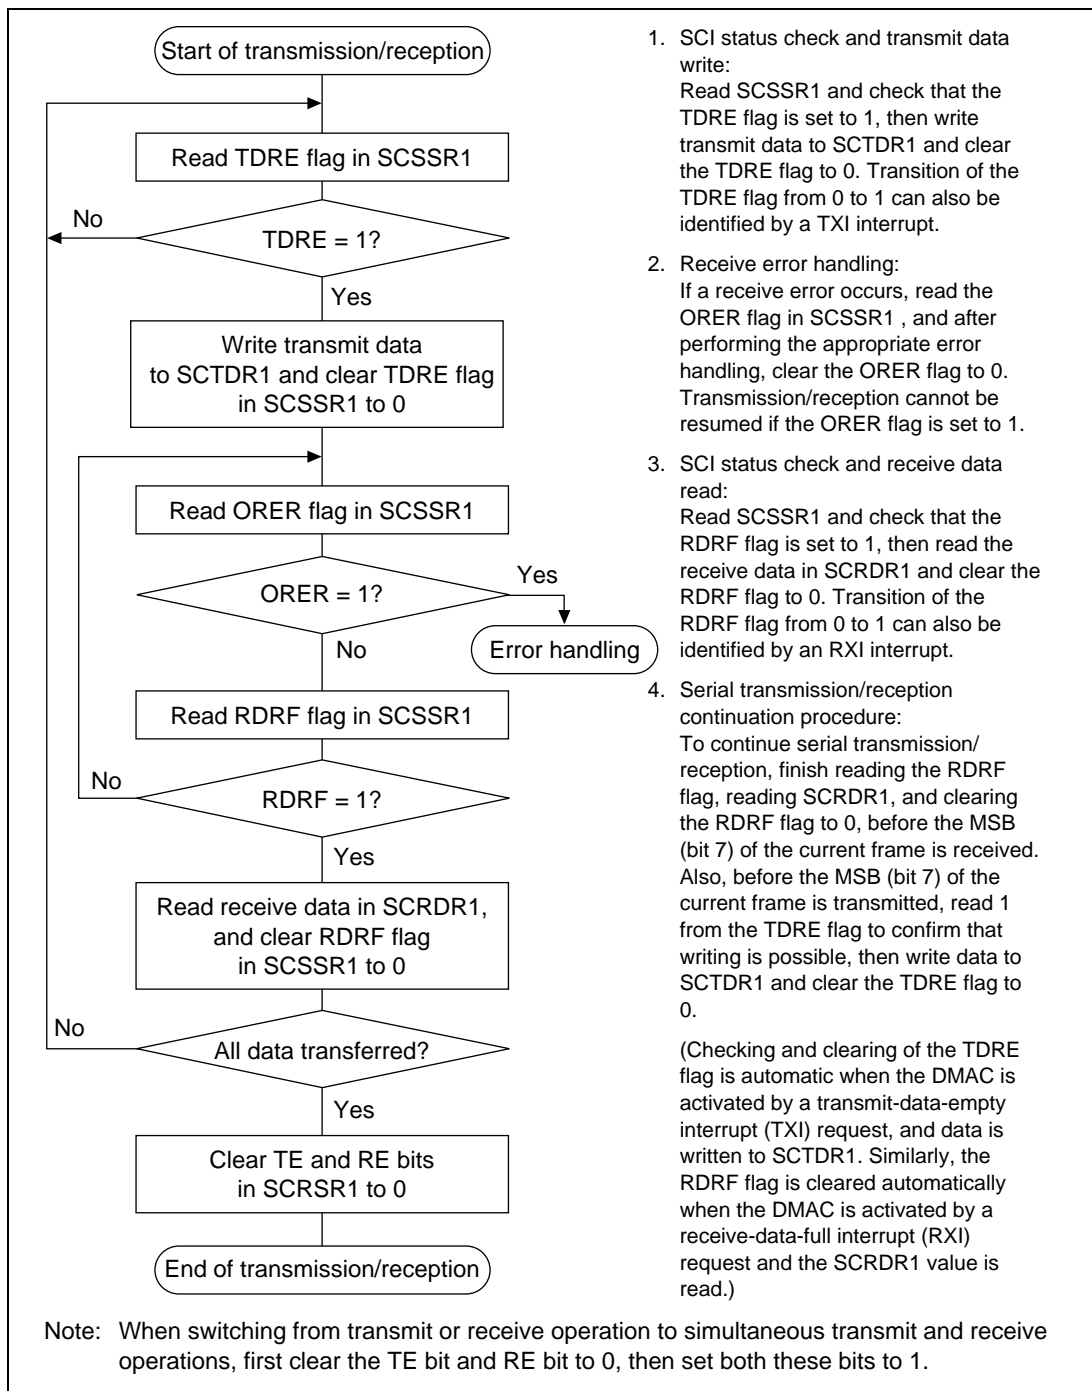 Start of transmission/reception
Read TDRE flag in SCSSR1
No
TDRE = 1?
Yes
Write transmit data
to SCTDR1 and clear TDRE flag
in SCSSR1 to 0
Read ORER flag in SCSSR1
Yes
ORER = 1?
No
Error handling
Read RDRF flag in SCSSR1
No
RDRF = 1?
Yes
Read receive data in SCRDR1,
and clear RDRF flag
in SCSSR1 to 0
No
All data transferred?
Yes
Clear TE and RE bits
in SCRSR1 to 0
End of transmission/reception
1. SCI status check and transmit data
write:
Read SCSSR1 and check that the
TDRE flag is set to 1, then write
transmit data to SCTDR1 and clear
the TDRE flag to 0. Transition of the
TDRE flag from 0 to 1 can also be
identified by a TXI interrupt.
2. Receive error handling:
If a receive error occurs, read the
ORER flag in SCSSR1 , and after
performing the appropriate error
handling, clear the ORER flag to 0.
Transmission/reception cannot be
resumed if the ORER flag is set to 1.
3. SCI status check and receive data
read:
Read SCSSR1 and check that the
RDRF flag is set to 1, then read the
receive data in SCRDR1 and clear the
RDRF flag to 0. Transition of the
RDRF flag from 0 to 1 can also be
identified by an RXI interrupt.
4. Serial transmission/reception
continuation procedure:
To continue serial transmission/
reception, finish reading the RDRF
flag, reading SCRDR1, and clearing
the RDRF flag to 0, before the MSB
(bit 7) of the current frame is received.
Also, before the MSB (bit 7) of the
current frame is transmitted, read 1
from the TDRE flag to confirm that
writing is possible, then write data to
SCTDR1 and clear the TDRE flag to
0.
(Checking and clearing of the TDRE
flag is automatic when the DMAC is
activated by a transmit-data-empty
interrupt (TXI) request, and data is
written to SCTDR1. Similarly, the
RDRF flag is cleared automatically
when the DMAC is activated by a
receive-data-full interrupt (RXI)
request and the SCRDR1 value is
read.)
Note: When switching from transmit or receive operation to simultaneous transmit and receive
operations, first clear the TE bit and RE bit to 0, then set both these bits to 1.